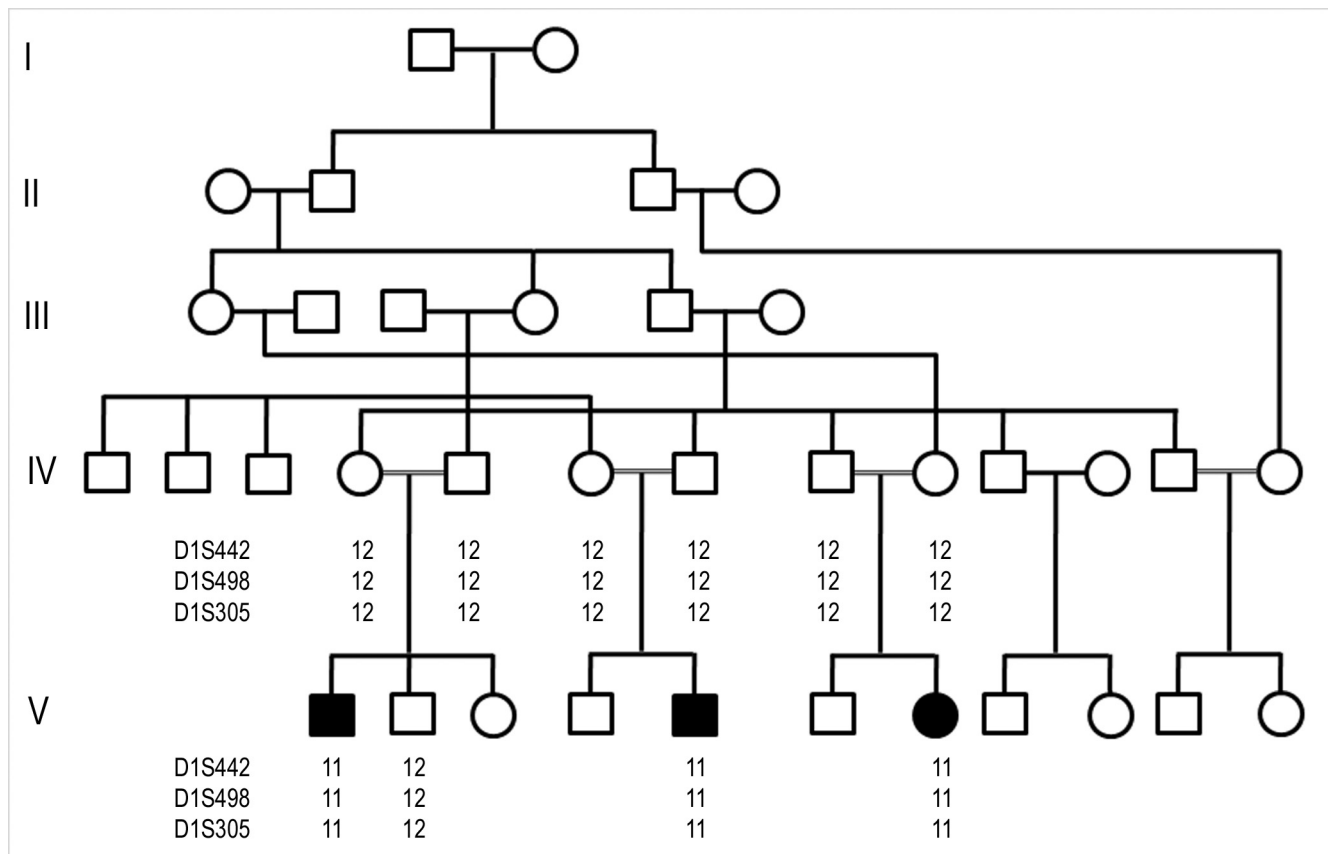 I
II
III
IV
D1S442 12 12 12 12 12 12
D1S498 12 12 12 12 12 12
D1S305 12 12 12 12 12 12
V
D1S442 11 12 11 11
D1S498 11 12 11 11
D1S305 11 12 11 11